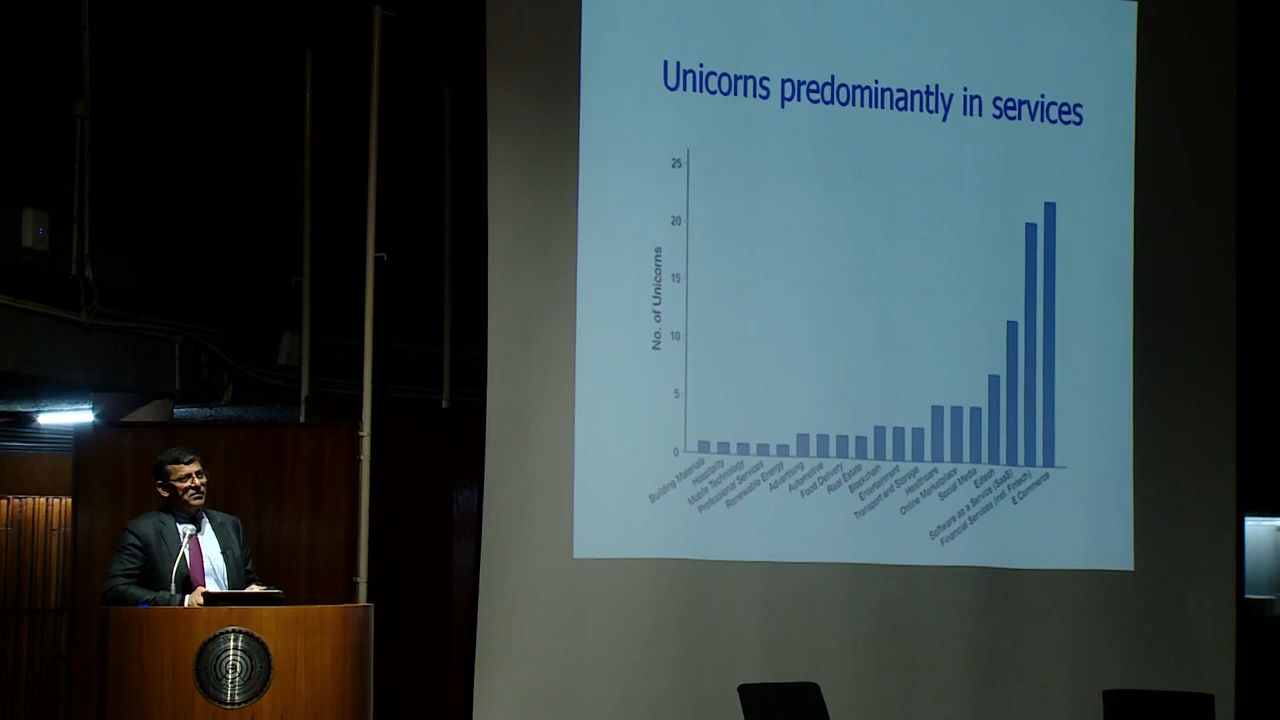 Unicorns predominantly in services
25
20
15
10
5
0
No. of Unicorns
Building Materials
Hospitality
Mobile Technology
Professional Services
Renewable Energy
Advertising
Automotive
Food Delivery
Real Estate
Blockchain
Entertainment
Transport and Storage
Healthcare
Online Marketplace
Social Media
Edtech
Software as a Service (SaaS)
Financial Services (incl. Fintech)
E Commerce